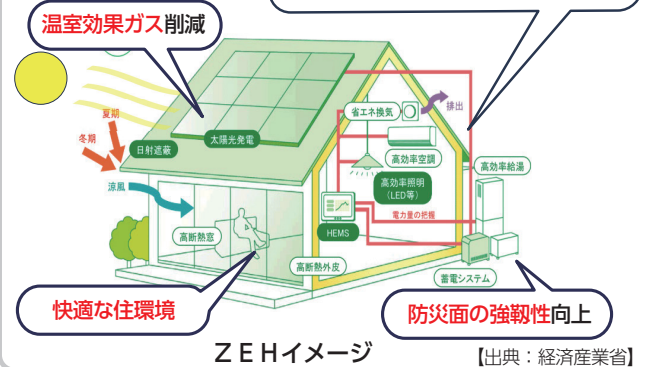 温室効果ガス削減
夏期
冬期
日射遮蔽
太陽光発電
省エネ換気
排出
高効率空調
高効率給湯
高効率照明
(LED等)
涼風
電力量の把握
HEMS
高断熱窓
高断熱外皮
蓄電システム
快適な住環境
防災面の強靱性向上
ＺＥＨイメージ
【出典：経済産業省】